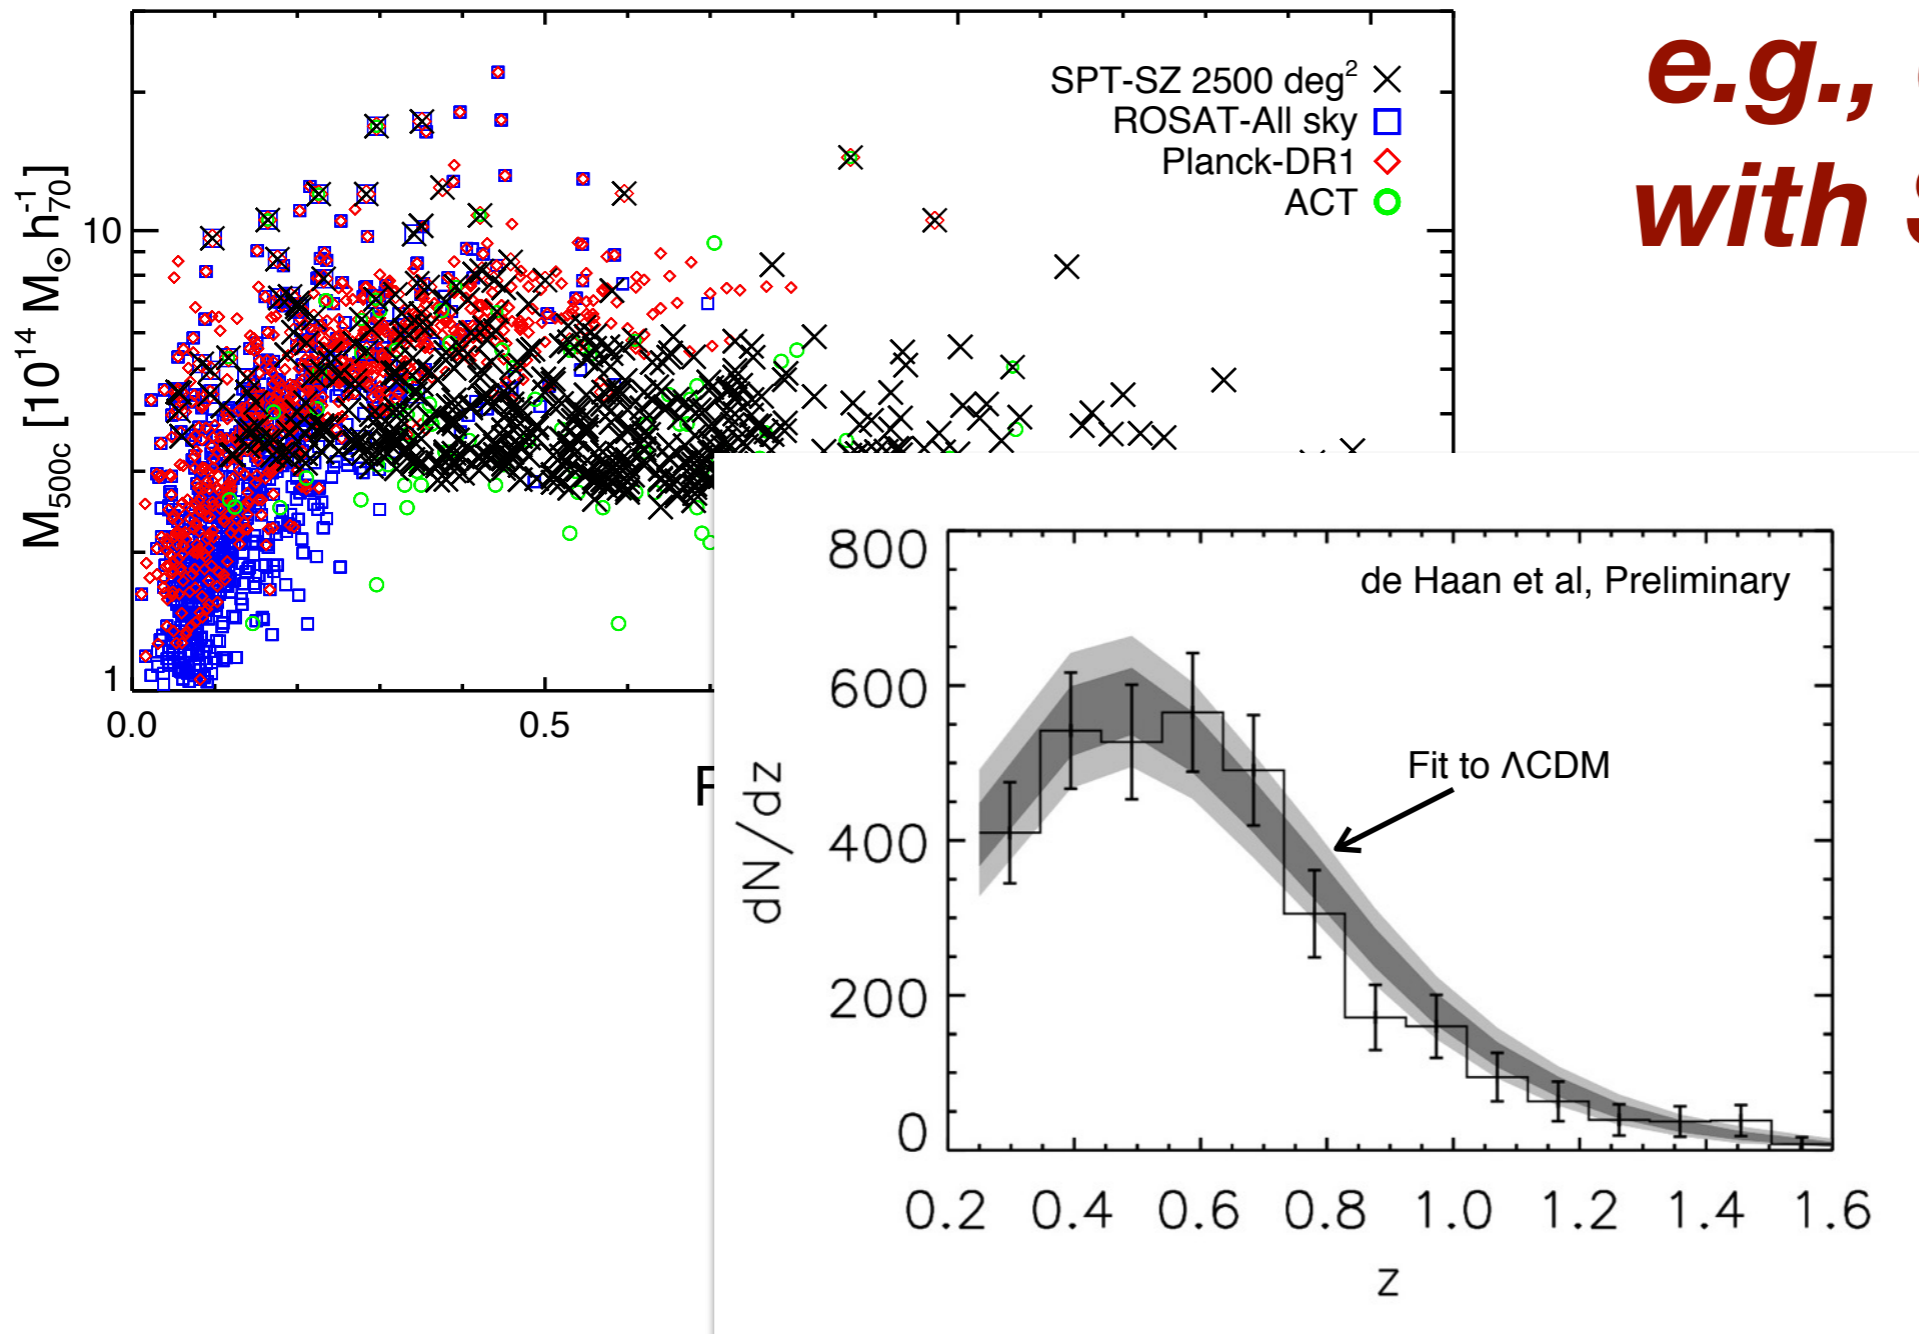 e.g.,
with
SPT-SZ 2500 deg²
ROSAT-All sky
Planck-DR1
ACT
M500c [10^14 M⊙ h70^-1]
10
1
0.0 0.5
de Haan et al, Preliminary
Fit to ΛCDM
dN/dz
800
600
400
200
0
0.2 0.4 0.6 0.8 1.0 1.2 1.4 1.6
z